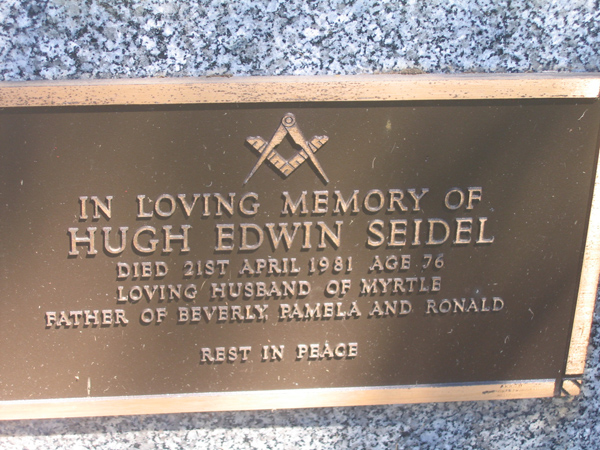 IN LOVING MEMORY OF
HUGH EDWIN SEIDEL
DIED 21ST APRIL 1981 AGE 76
LOVING HUSBAND OF MYRTLE
FATHER OF BEVERLY, PAMELA AND RONALD
REST IN PEACE